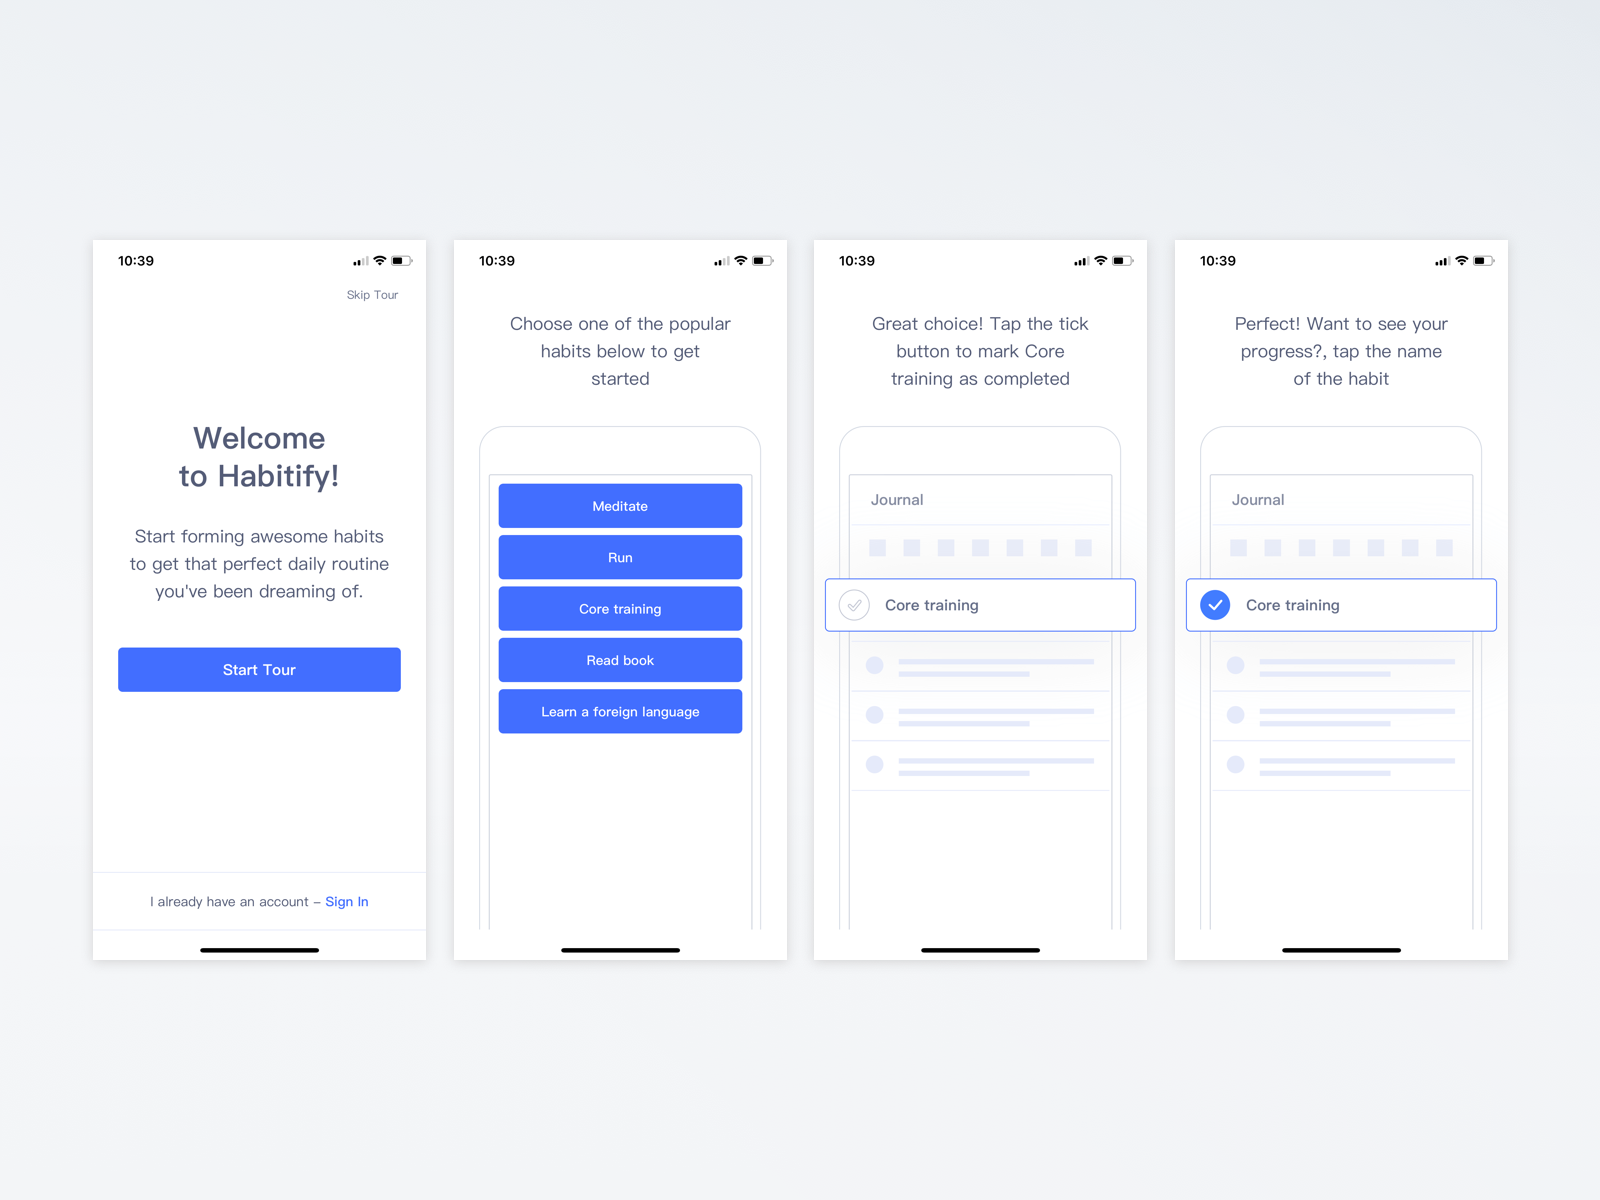 10:39
Skip Tour
Welcome
to Habitify!
Start forming awesome habits
to get that perfect daily routine
you've been dreaming of.
Start Tour
I already have an account – Sign In
10:39
Choose one of the popular
habits below to get
started
Meditate
Run
Core training
Read book
Learn a foreign language
10:39
Great choice! Tap the tick
button to mark Core
training as completed
Journal
Core training
10:39
Perfect! Want to see your
progress?, tap the name
of the habit
Journal
Core training